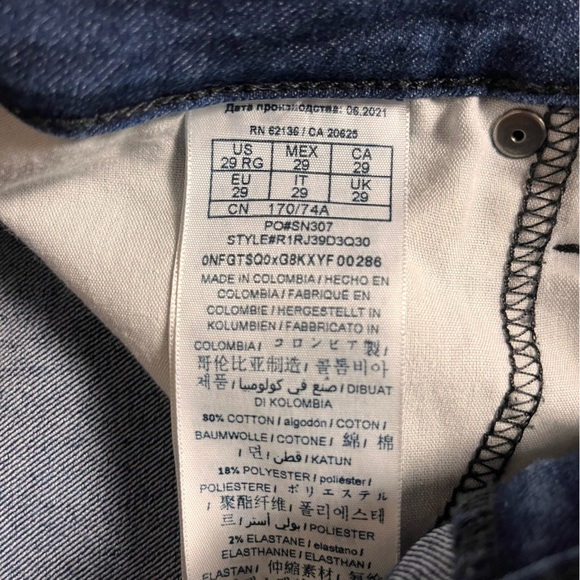 Дата производства: 06.2021
RN 62136 / CA 20625
US MEX CA
29 RG 29 29
EU IT UK
29 29 29
CN 170/74A
PO#SN307
STYLE#R1RJ39D3Q30
0NFGTSQ0xG8KXYF00286
MADE IN COLOMBIA / HECHO EN
COLOMBIA / FABRIQUÉ EN
COLOMBIE / HERGESTELLT IN
KOLUMBIEN / FABBRICATO IN
COLOMBIA / コロンビア製 /
哥伦比亚制造 / 콜롬비아
제품 / صنع في كولومبيا / DIBUAT
DI KOLOMBIA
80% COTTON / algodón / COTON /
BAUMWOLLE / COTONE / 綿 / 棉
/ 면 / قطن / KATUN
18% POLYESTER / poliéster /
POLIESTERE / ポリエステル
/ 聚酯纤维 / 폴리에스테
르 / بولي أستر / POLIESTER
2% ELASTANE / elastano /
ELASTHANNE / ELASTHAN /
ELASTAN / 伸縮素材 /